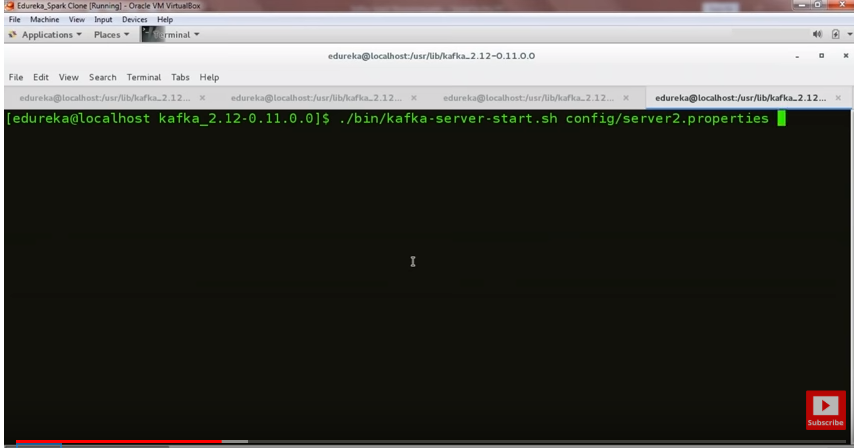 Edureka_Spark Clone [Running] - Oracle VM VirtualBox
File Machine View Input Devices Help
Applications Places Terminal
edureka@localhost:/usr/lib/kafka_2.12-0.11.0.0
File Edit View Search Terminal Tabs Help
edureka@localhost:/usr/lib/kafka_2.12... × edureka@localhost:/usr/lib/kafka_2.12... × edureka@localhost:/usr/lib/kafka_2.12... × edureka@localhost:/usr/lib/kafka_2.12... ×
[edureka@localhost kafka_2.12-0.11.0.0]$ ./bin/kafka-server-start.sh config/server2.properties
Subscribe